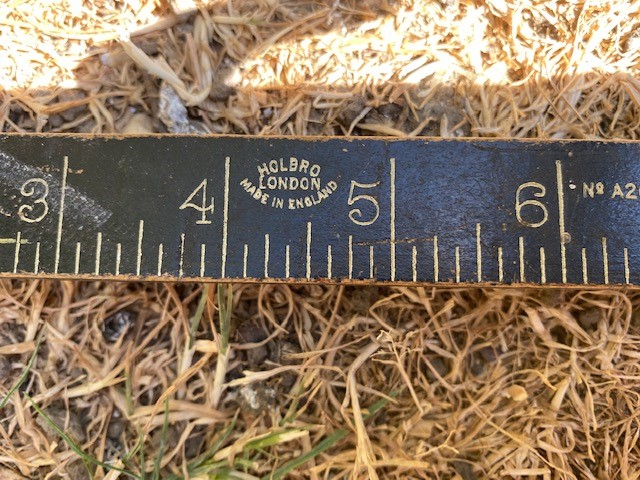 3
4
HOLBRO
LONDON
MADE IN ENGLAND
5
6
Nº A2